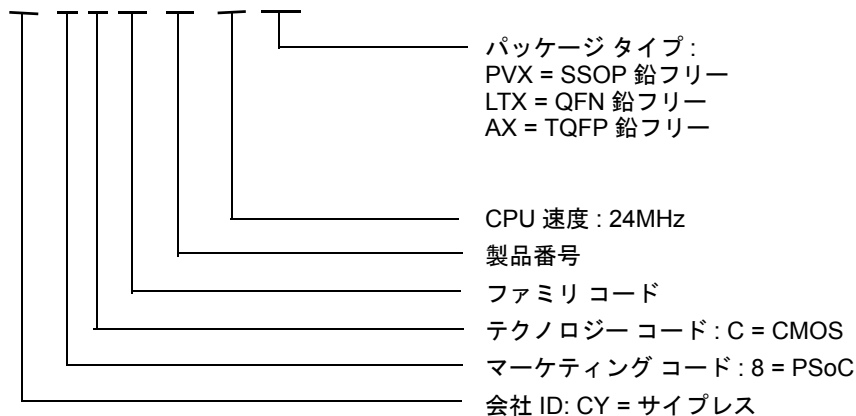 パッケージ タイプ :
PVX = SSOP 鉛フリー
LTX = QFN 鉛フリー
AX = TQFP 鉛フリー
CPU 速度 : 24MHz
製品番号
ファミリ コード
テクノロジー コード : C = CMOS
マーケティング コード : 8 = PSoC
会社 ID: CY = サイプレス